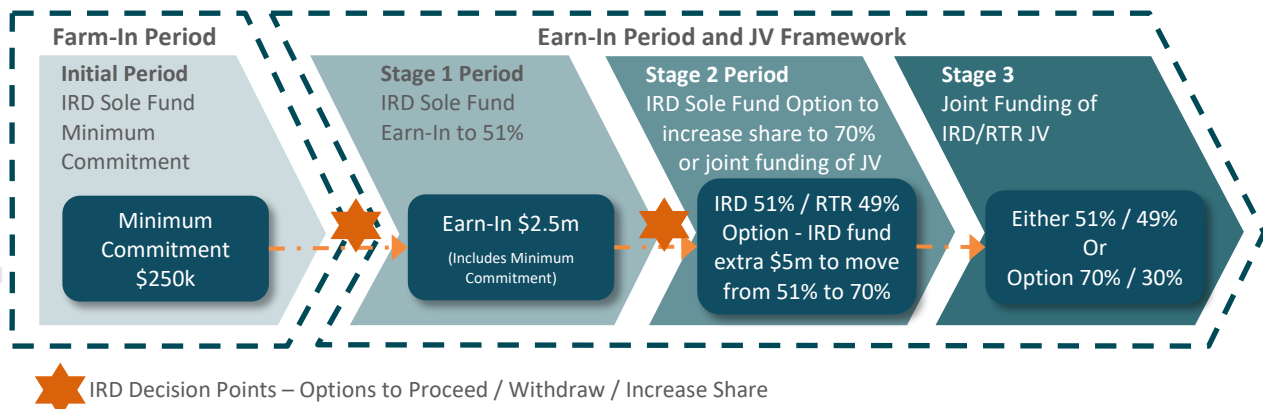 Farm-In Period
Earn-In Period and JV Framework
Initial Period
IRD Sole Fund
Minimum
Commitment
Minimum
Commitment
$250k
Stage 1 Period
IRD Sole Fund
Earn-In to 51%
Earn-In $2.5m
(Includes Minimum
Commitment)
Stage 2 Period
IRD Sole Fund Option to
increase share to 70%
or joint funding of JV
IRD 51% / RTR 49%
Option - IRD fund
extra $5m to move
from 51% to 70%
Stage 3
Joint Funding of
IRD/RTR JV
Either 51% / 49%
Or
Option 70% / 30%
IRD Decision Points – Options to Proceed / Withdraw / Increase Share